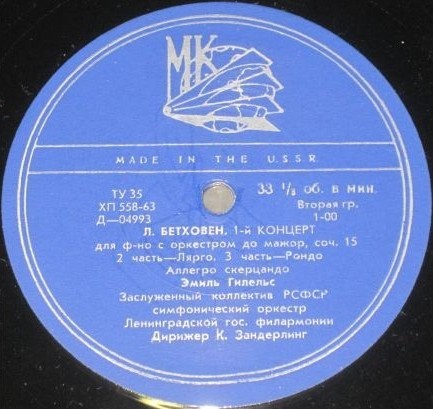 МК
MADE IN THE U.S.S.R.
ТУ 35
33 ⅓ об. в мин.
ХП 558-63
Вторая гр.
Д—04993
1-00
Л. БЕТХОВЕН, 1-й КОНЦЕРТ
для ф-но с оркестром до мажор, соч. 15
2 часть—Лярго, 3 часть—Рондо
Аллегро скерцандо
Эмиль Гилельс
Заслуженный коллектив РСФСР
симфонический оркестр
Ленинградской гос. филармонии
Дирижер К. Зандерлинг